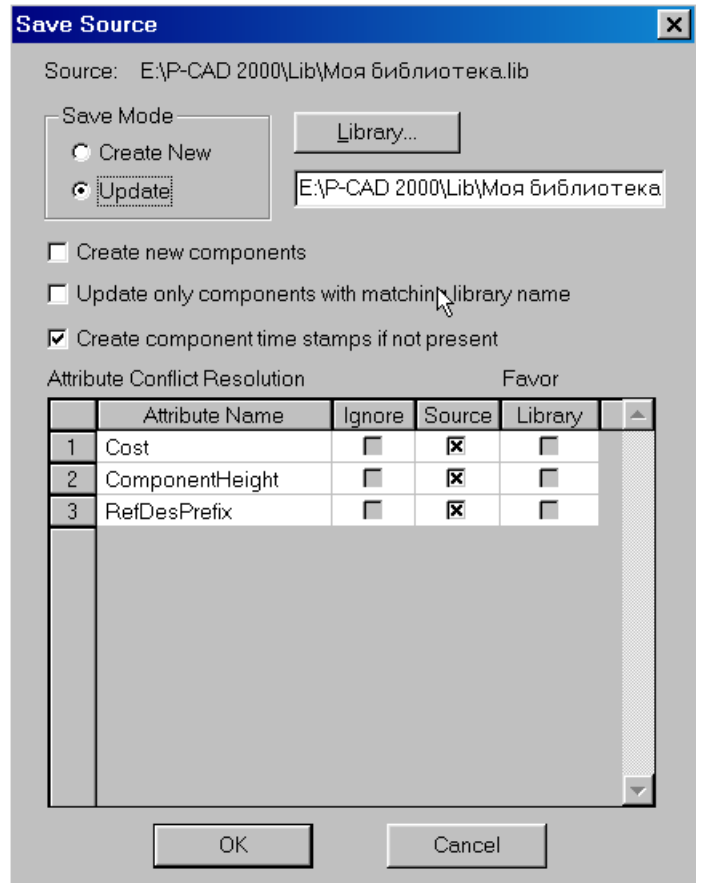 Save Source
Source: E:\P-CAD 2000\Lib\Моя библиотека.lib
Save Mode
Library...
Create New
Update
E:\P-CAD 2000\Lib\Моя библиотека
Create new components
Update only components with matching library name
Create component time stamps if not present
Attribute Conflict Resolution Favor
Attribute Name Ignore Source Library
1 Cost
2 ComponentHeight
3 RefDesPrefix
OK Cancel